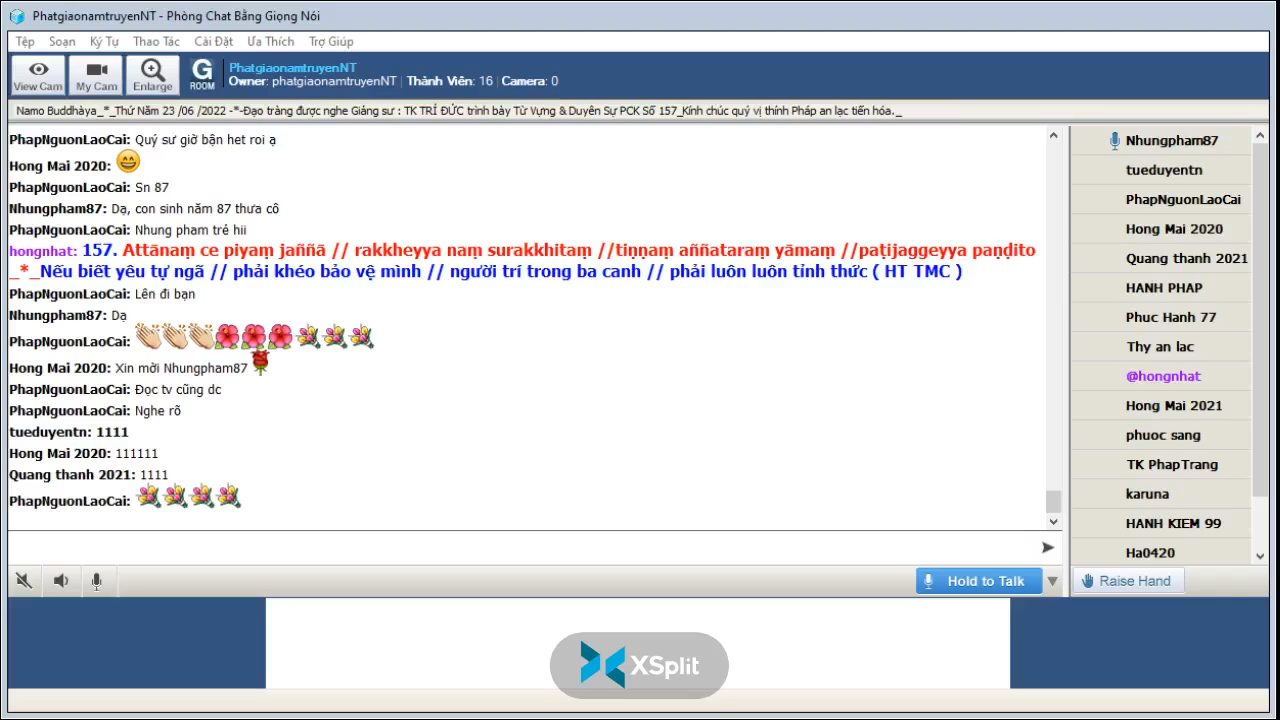 PhatgiaonamtruyenNT - Phòng Chat Bằng Giọng Nói
Tệp Soạn Ký Tự Thao Tác Cài Đặt Ưa Thích Trợ Giúp
View Cam My Cam Enlarge G ROOM
PhatgiaonamtruyenNT
Owner: phatgiaonamtruyenNT | Thành Viên: 16 | Camera: 0
Namo Buddhàya_*_Thứ Năm 23 /06 /2022 -*-Đạo tràng được nghe Giảng sư : TK TRÍ ĐỨC trình bày Từ Vựng & Duyên Sự PCK Số 157_Kính chúc quý vị thính Pháp an lạc tiến hóa._
PhapNguonLaoCai: Quý sư giờ bận het roi ạ
Hong Mai 2020: 😄
PhapNguonLaoCai: Sn 87
Nhungpham87: Dạ, con sinh năm 87 thưa cô
PhapNguonLaoCai: Nhung pham trẻ hii
hongnhat: 157. Attānaṃ ce piyaṃ jaññā // rakkheyya naṃ surakkhitaṃ //tiṇṇaṃ aññataraṃ yāmaṃ //paṭijaggeyya paṇḍito
_*_Nếu biết yêu tự ngã // phải khéo bảo vệ mình // người trí trong ba canh // phải luôn luôn tỉnh thức ( HT TMC )
PhapNguonLaoCai: Lên đi bạn
Nhungpham87: Dạ
PhapNguonLaoCai: 👏👏👏🌺🌺🌺💐💐💐
Hong Mai 2020: Xin mời Nhungpham87 🌹
PhapNguonLaoCai: Đọc tv cũng dc
PhapNguonLaoCai: Nghe rõ
tueduyentn: 1111
Hong Mai 2020: 111111
Quang thanh 2021: 1111
PhapNguonLaoCai: 💐💐💐💐
Hold to Talk
Nhungpham87
tueduyentn
PhapNguonLaoCai
Hong Mai 2020
Quang thanh 2021
HANH PHAP
Phuc Hanh 77
Thy an lac
@hongnhat
Hong Mai 2021
phuoc sang
TK PhapTrang
karuna
HANH KIEM 99
Ha0420
Raise Hand
XSplit